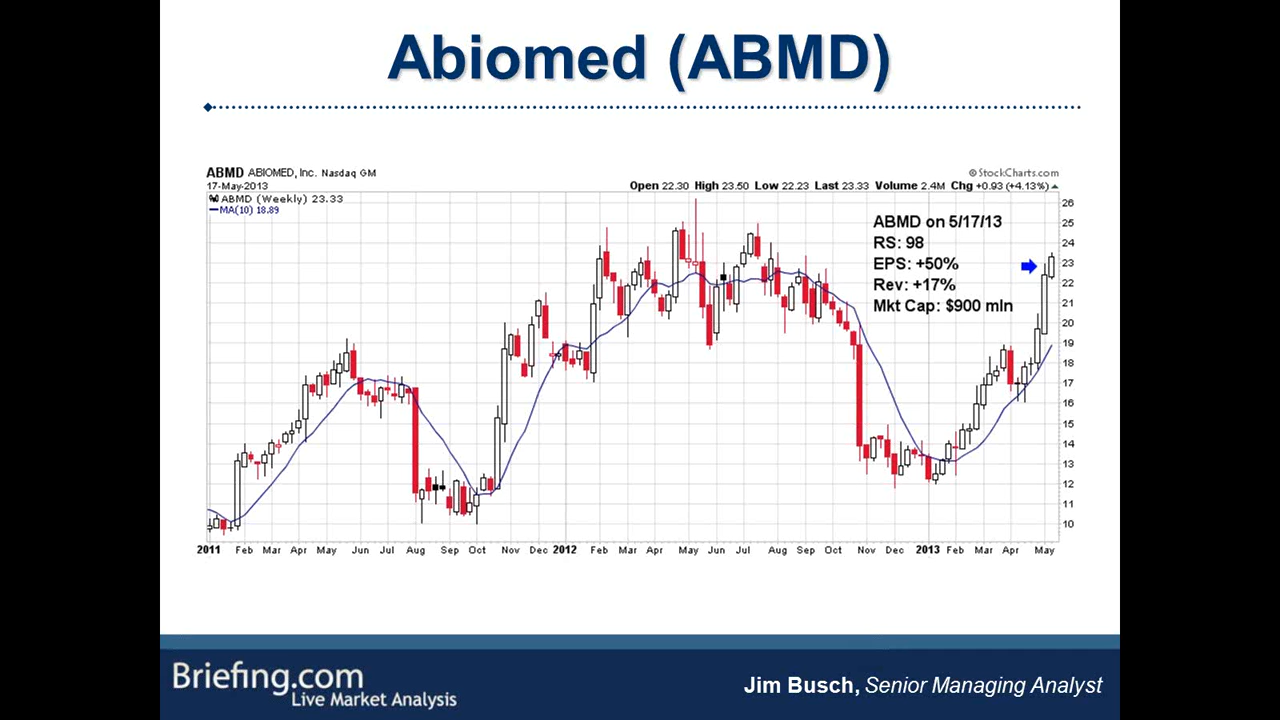 Abiomed (ABMD)
ABMD ABIOMED, Inc. Nasdaq GM
© StockCharts.com
17-May-2013
Open 22.30 High 23.50 Low 22.23 Last 23.33 Volume 2.4M Chg +0.93 (+4.13%)
ABMD (Weekly) 23.33
MA(10) 18.89
ABMD on 5/17/13
RS: 98
EPS: +50%
Rev: +17%
Mkt Cap: $900 mln
26
25
24
23
22
21
20
19
18
17
16
15
14
13
12
11
10
2011 Feb Mar Apr May Jun Jul Aug Sep Oct Nov Dec 2012 Feb Mar Apr May Jun Jul Aug Sep Oct Nov Dec 2013 Feb Mar Apr May
Briefing.com
Live Market Analysis
Jim Busch, Senior Managing Analyst